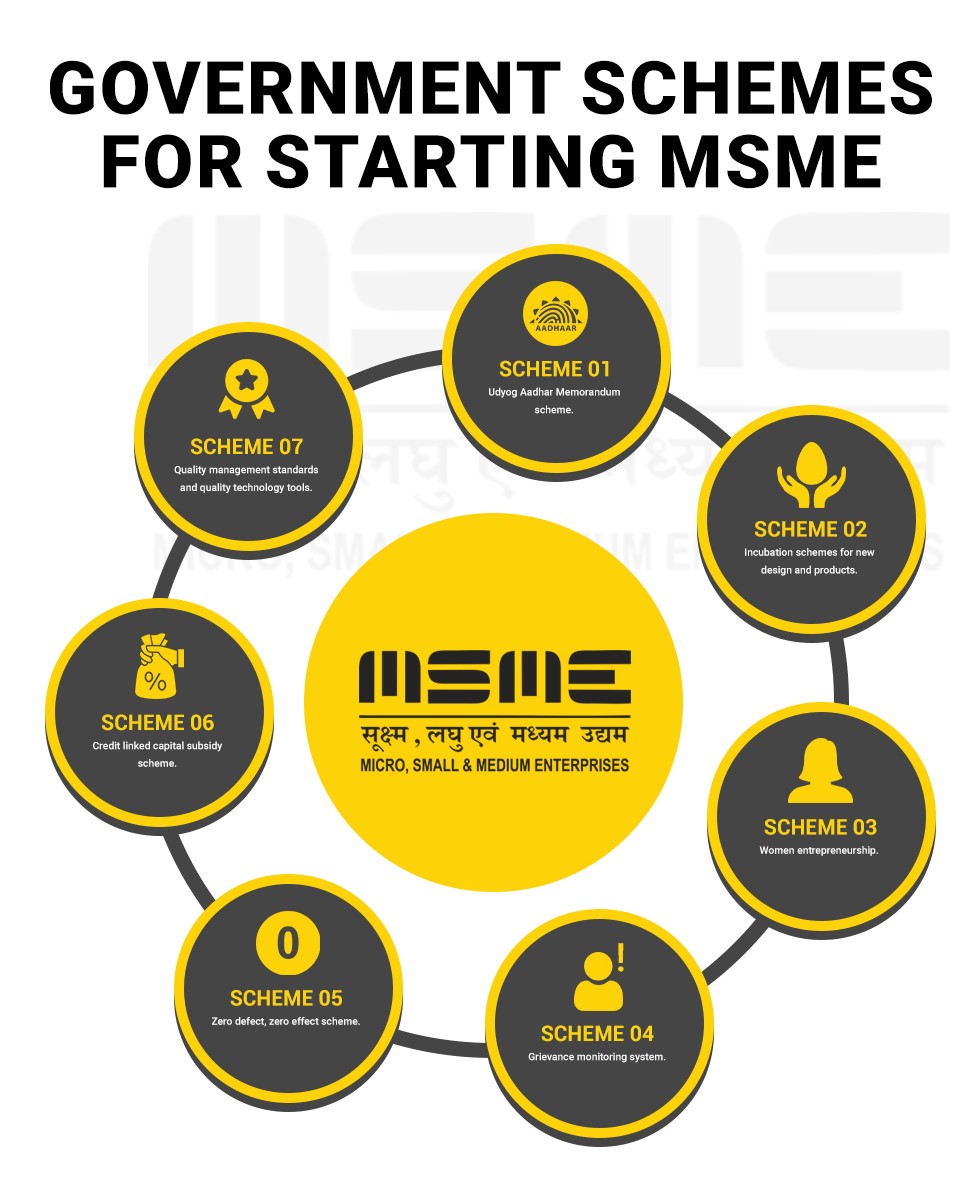 GOVERNMENT SCHEMES
FOR STARTING MSME
AADHAAR
SCHEME 01
Udyog Aadhar Memorandum
scheme.
SCHEME 02
Incubation schemes for new
design and products.
SCHEME 03
Women entrepreneurship.
!
SCHEME 04
Grievance monitoring system.
0
SCHEME 05
Zero defect, zero effect scheme.
%
SCHEME 06
Credit linked capital subsidy
scheme.
SCHEME 07
Quality management standards
and quality technology tools.
MSME
सूक्ष्म , लघु एवं मध्यम उद्यम
MICRO, SMALL & MEDIUM ENTERPRISES
MSME